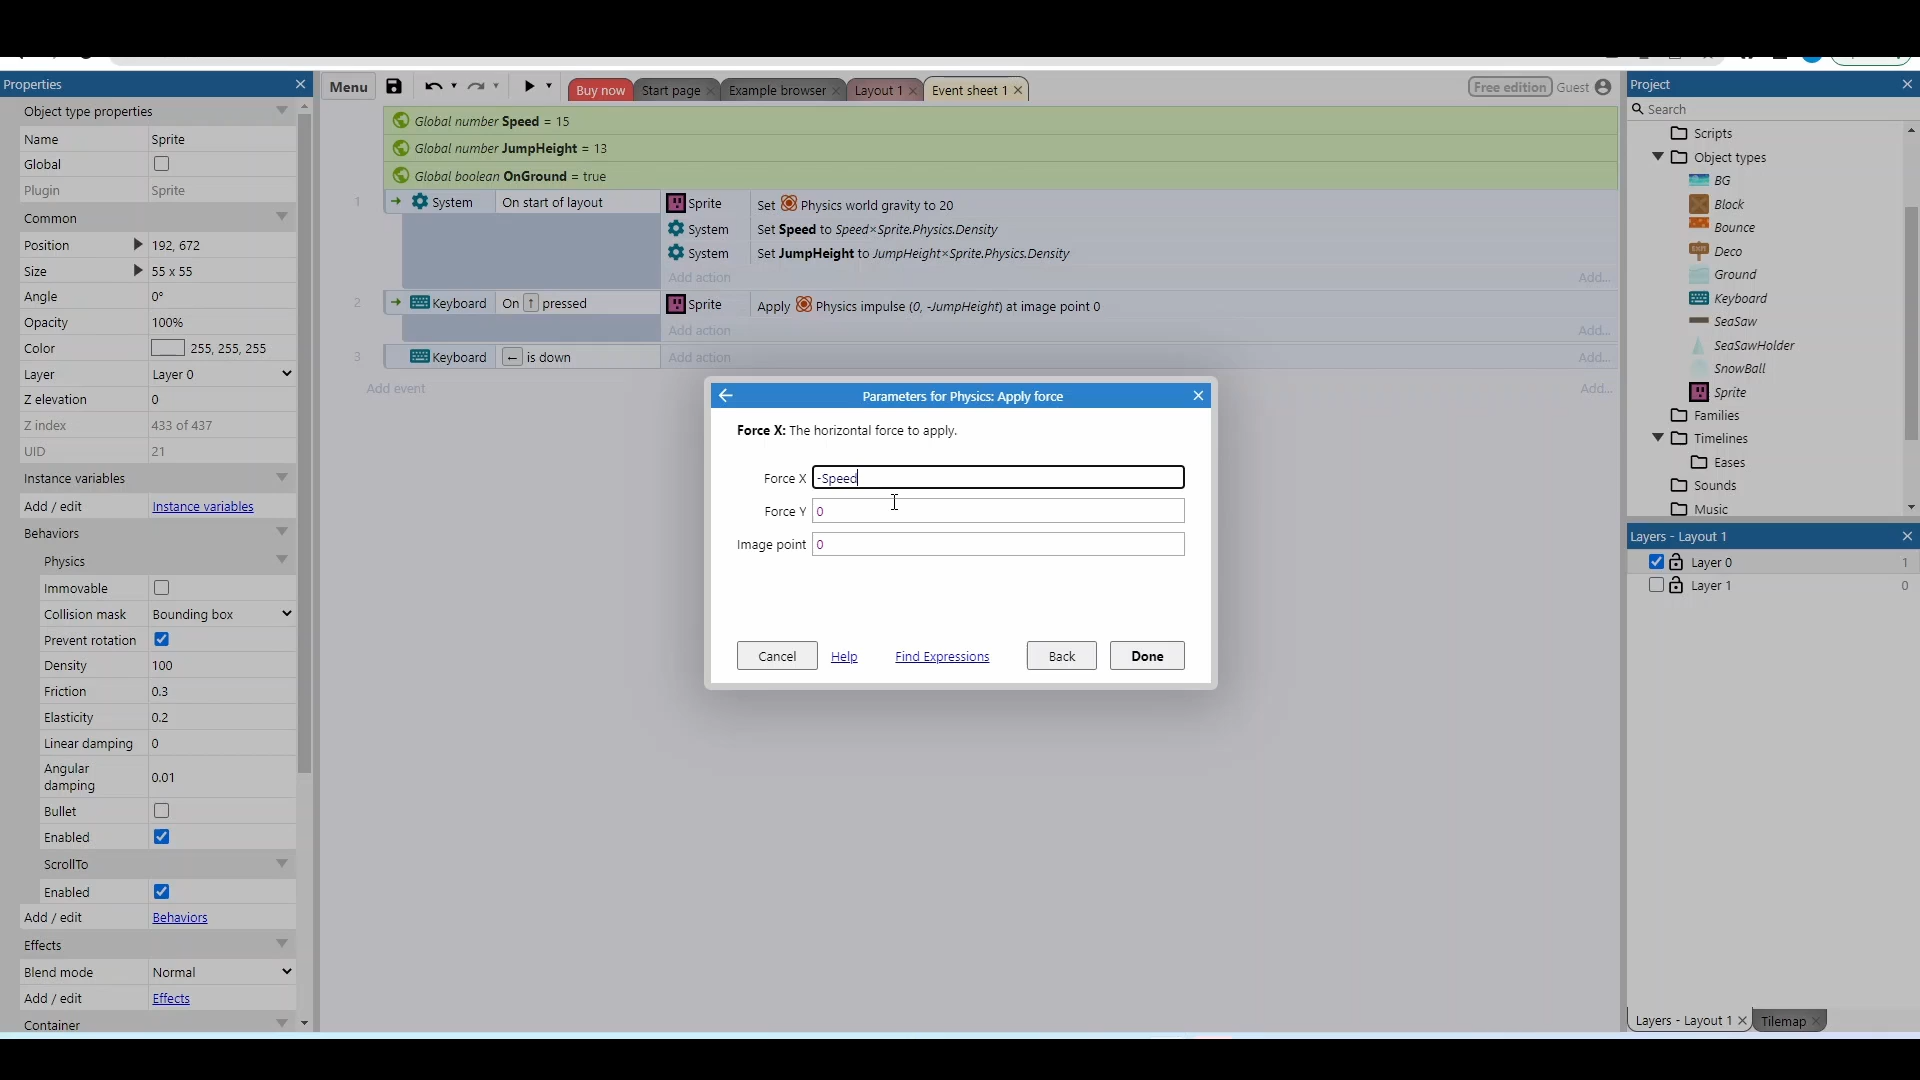 Properties
Object type properties
Name Sprite
Global
Plugin Sprite
Common
Position 192, 672
Size 55 x 55
Angle 0°
Opacity 100%
Color 255, 255, 255
Layer Layer 0
Z elevation 0
Z index 433 of 437
UID 21
Instance variables
Add / edit Instance variables
Behaviors
Physics
Immovable
Collision mask Bounding box
Prevent rotation
Density 100
Friction 0.3
Elasticity 0.2
Linear damping 0
Angular damping 0.01
Bullet
Enabled
ScrollTo
Enabled
Add / edit Behaviors
Effects
Blend mode Normal
Add / edit Effects
Container
Menu Buy now Start page Example browser Layout 1 Event sheet 1 Free edition Guest
Global number Speed = 15
Global number JumpHeight = 13
Global boolean OnGround = true
1 System On start of layout Sprite Set Physics world gravity to 20
System Set Speed to Speed×Sprite.Physics.Density
System Set JumpHeight to JumpHeight×Sprite.Physics.Density
Add action Add...
2 Keyboard On ↑ pressed Sprite Apply Physics impulse (0, -JumpHeight) at image point 0
Add action Add...
3 Keyboard ← is down Add action Add...
Add event Add...
Parameters for Physics: Apply force
Force X: The horizontal force to apply.
Force X -Speed
Force Y 0
Image point 0
Cancel Help Find Expressions Back Done
Project
Search
Scripts
Object types
BG
Block
Bounce
Deco
Ground
Keyboard
SeaSaw
SeaSawHolder
SnowBall
Sprite
Families
Timelines
Eases
Sounds
Music
Layers - Layout 1
Layer 0 1
Layer 1 0
Layers - Layout 1 Tilemap